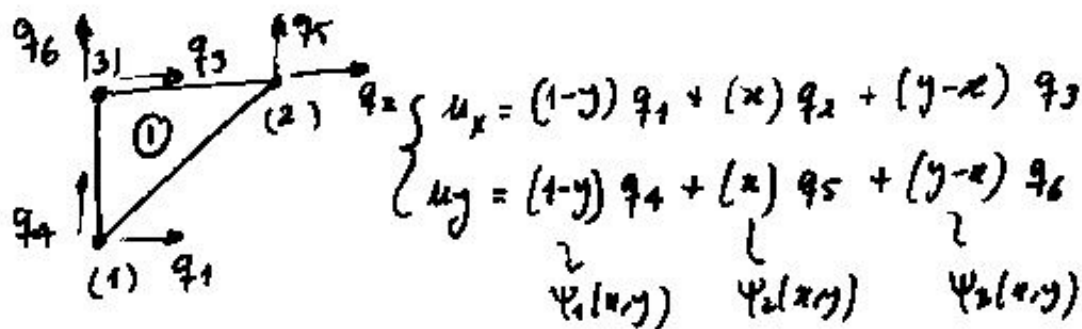 q₆ 3) q₃ q₅
q₂ { uₓ = (1-y) q₁ + (x) q₂ + (y-x) q₃
(2)
①
u_y = (1-y) q₄ + (x) q₅ + (y-x) q₆
q₄
(1) q₁
Ψ₁(x,y) Ψ₂(x,y) Ψ₃(x,y)